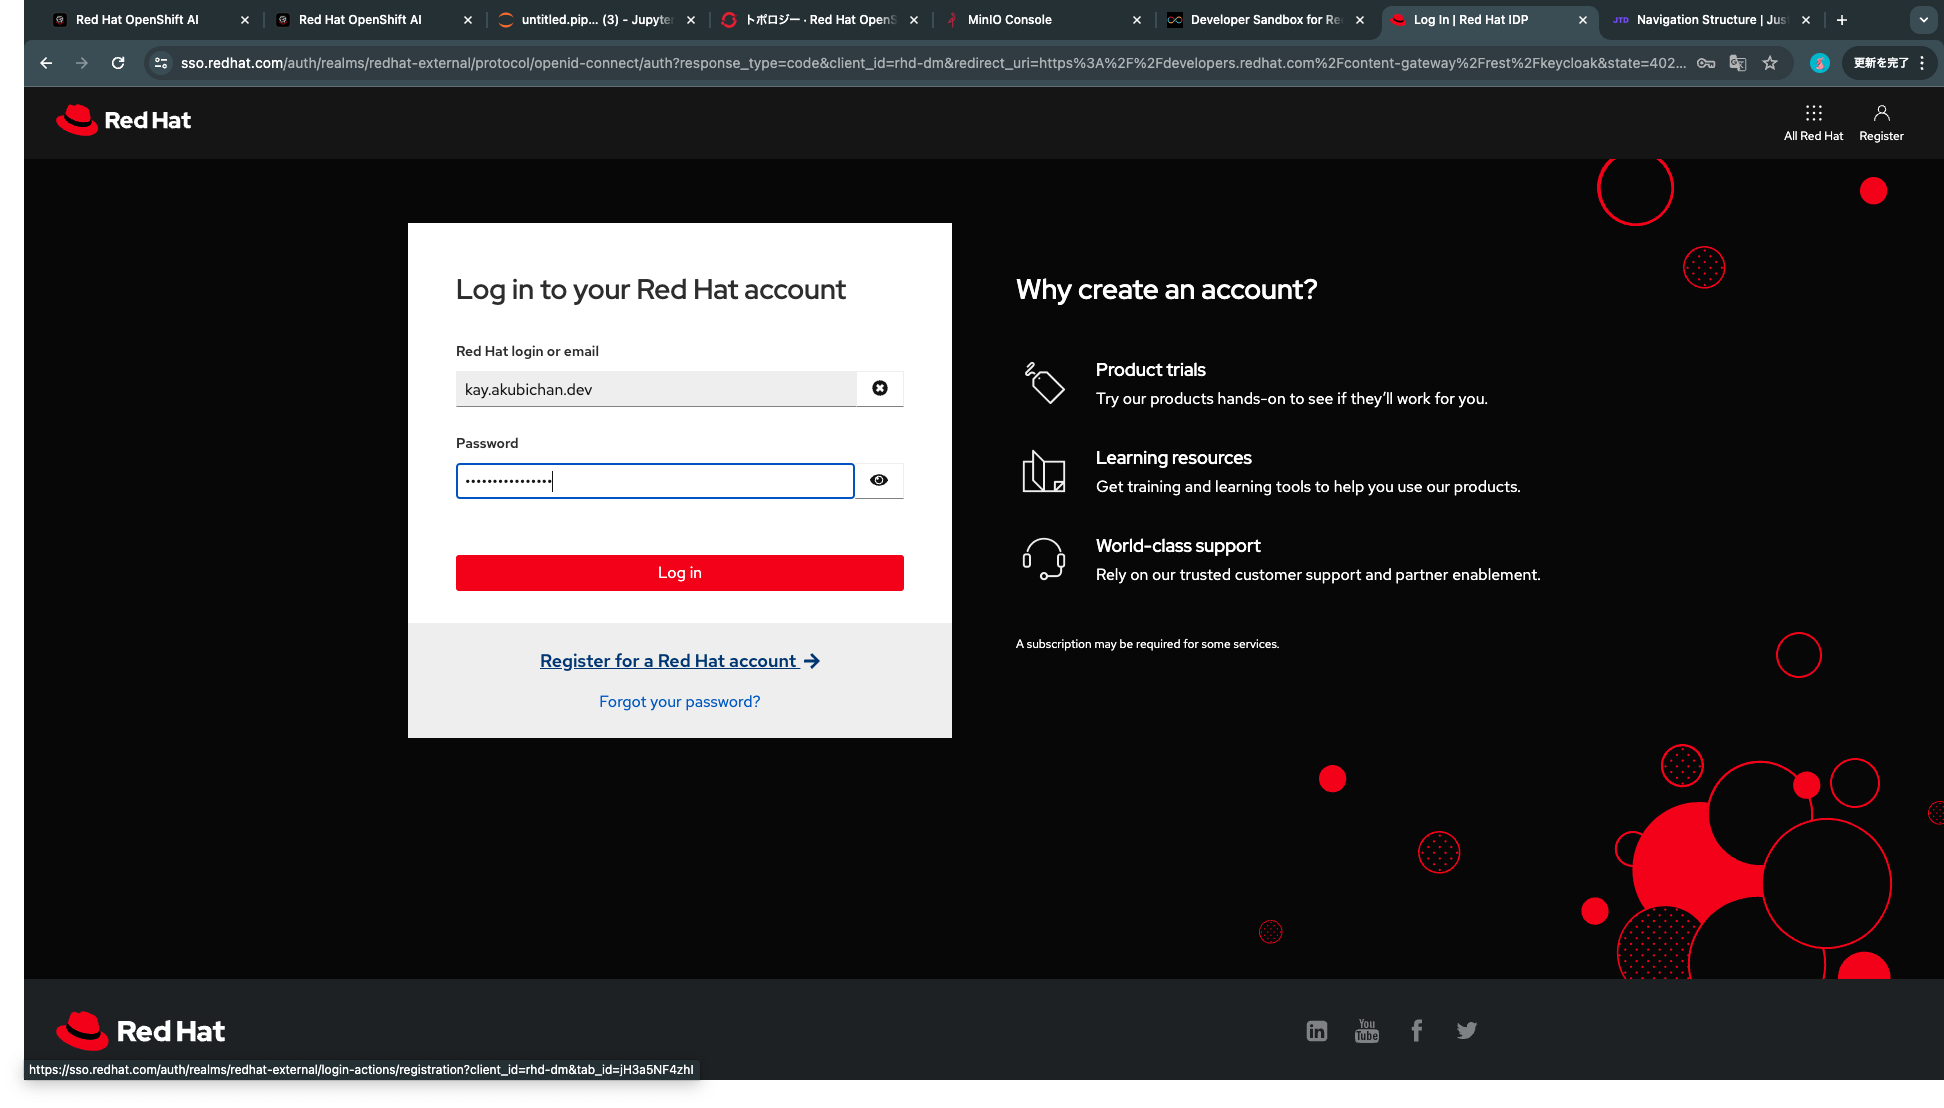 Red Hat OpenShift AI
Red Hat OpenShift AI
untitled.pip... (3) - Jupyter
トポロジー · Red Hat OpenS
MinIO Console
Developer Sandbox for Re
Log In | Red Hat IDP
JTD Navigation Structure | Jus
sso.redhat.com/auth/realms/redhat-external/protocol/openid-connect/auth?response_type=code&client_id=rhd-dm&redirect_uri=https%3A%2F%2Fdevelopers.redhat.com%2Fcontent-gateway%2Frest%2Fkeycloak&state=402...
更新を完了
Red Hat
All Red Hat
Register
Log in to your Red Hat account
Red Hat login or email
kay.akubichan.dev
Password
••••••••••••••••
Log in
Register for a Red Hat account
Forgot your password?
Why create an account?
Product trials
Try our products hands-on to see if they’ll work for you.
Learning resources
Get training and learning tools to help you use our products.
World-class support
Rely on our trusted customer support and partner enablement.
A subscription may be required for some services.
Red Hat
in
You
Tube
https://sso.redhat.com/auth/realms/redhat-external/login-actions/registration?client_id=rhd-dm&tab_id=jH3a5NF4zhI